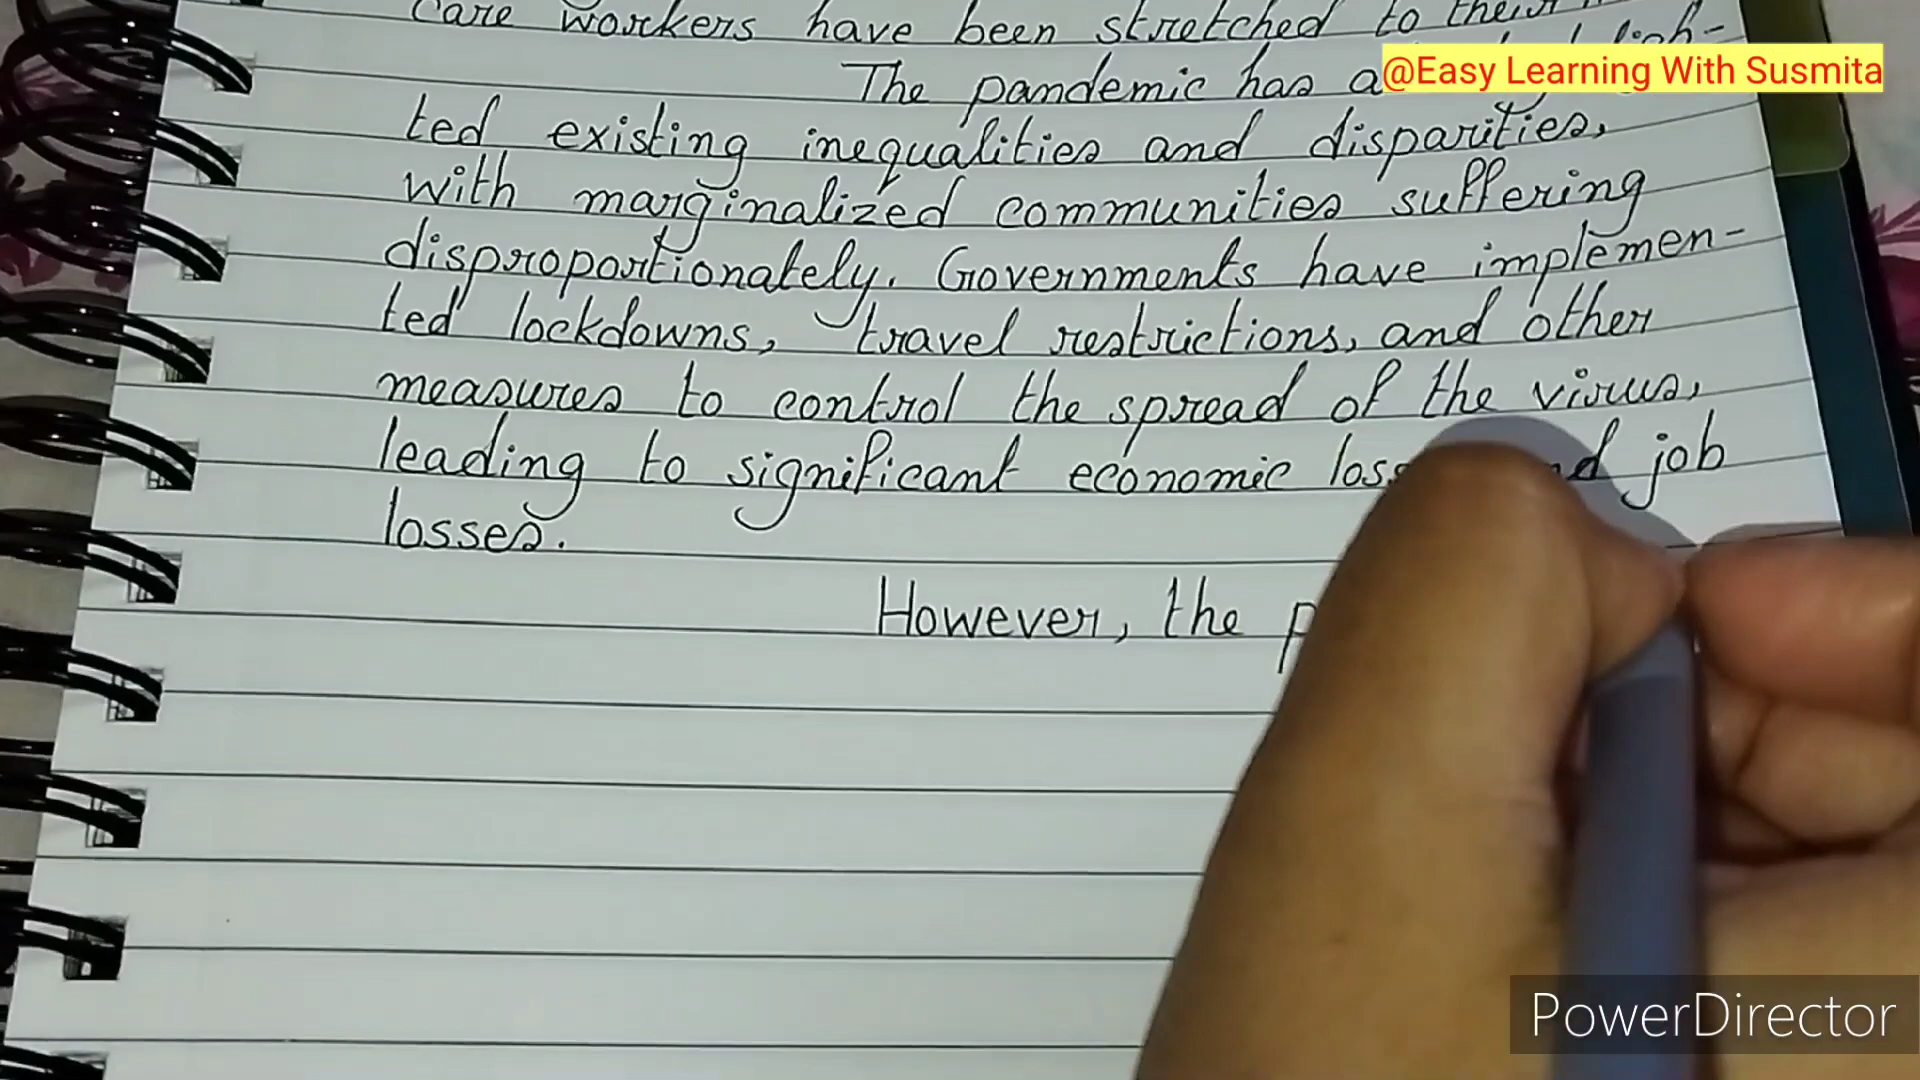 care workers have been stretched to their
The pandemic has
@Easy Learning With Susmita
ted existing inequalities and disparities,
with marginalized communities suffering
disproportionately. Governments have implemen-
ted lockdowns, travel restrictions, and other
measures to control the spread of the virus,
leading to significant economic job
losses.
However, the
PowerDirector